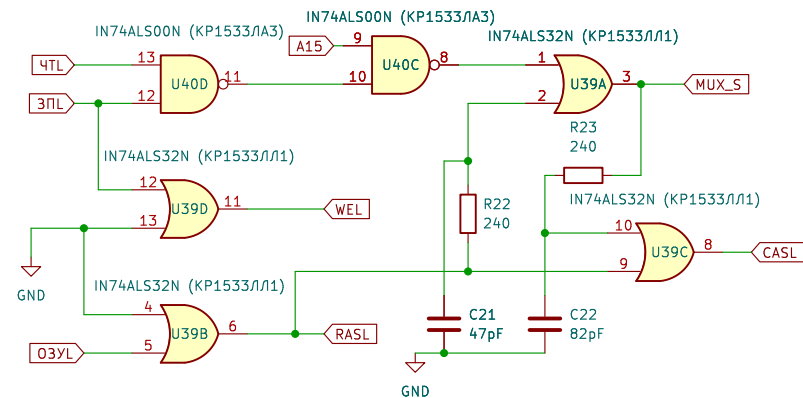 IN74ALS00N (КР1533ЛА3)
IN74ALS00N (КР1533ЛА3)
IN74ALS32N (КР1533ЛЛ1)
ЧТL
13
12
U40D
11
A15
9
10
U40C
8
1
2
U39A
3
MUX_S
ЗПL
R23
240
IN74ALS32N (КР1533ЛЛ1)
12
13
U39D
11
WEL
R22
240
IN74ALS32N (КР1533ЛЛ1)
10
9
U39C
8
CASL
GND
IN74ALS32N (КР1533ЛЛ1)
4
5
U39B
6
RASL
ОЗУL
C21
47pF
C22
82pF
GND